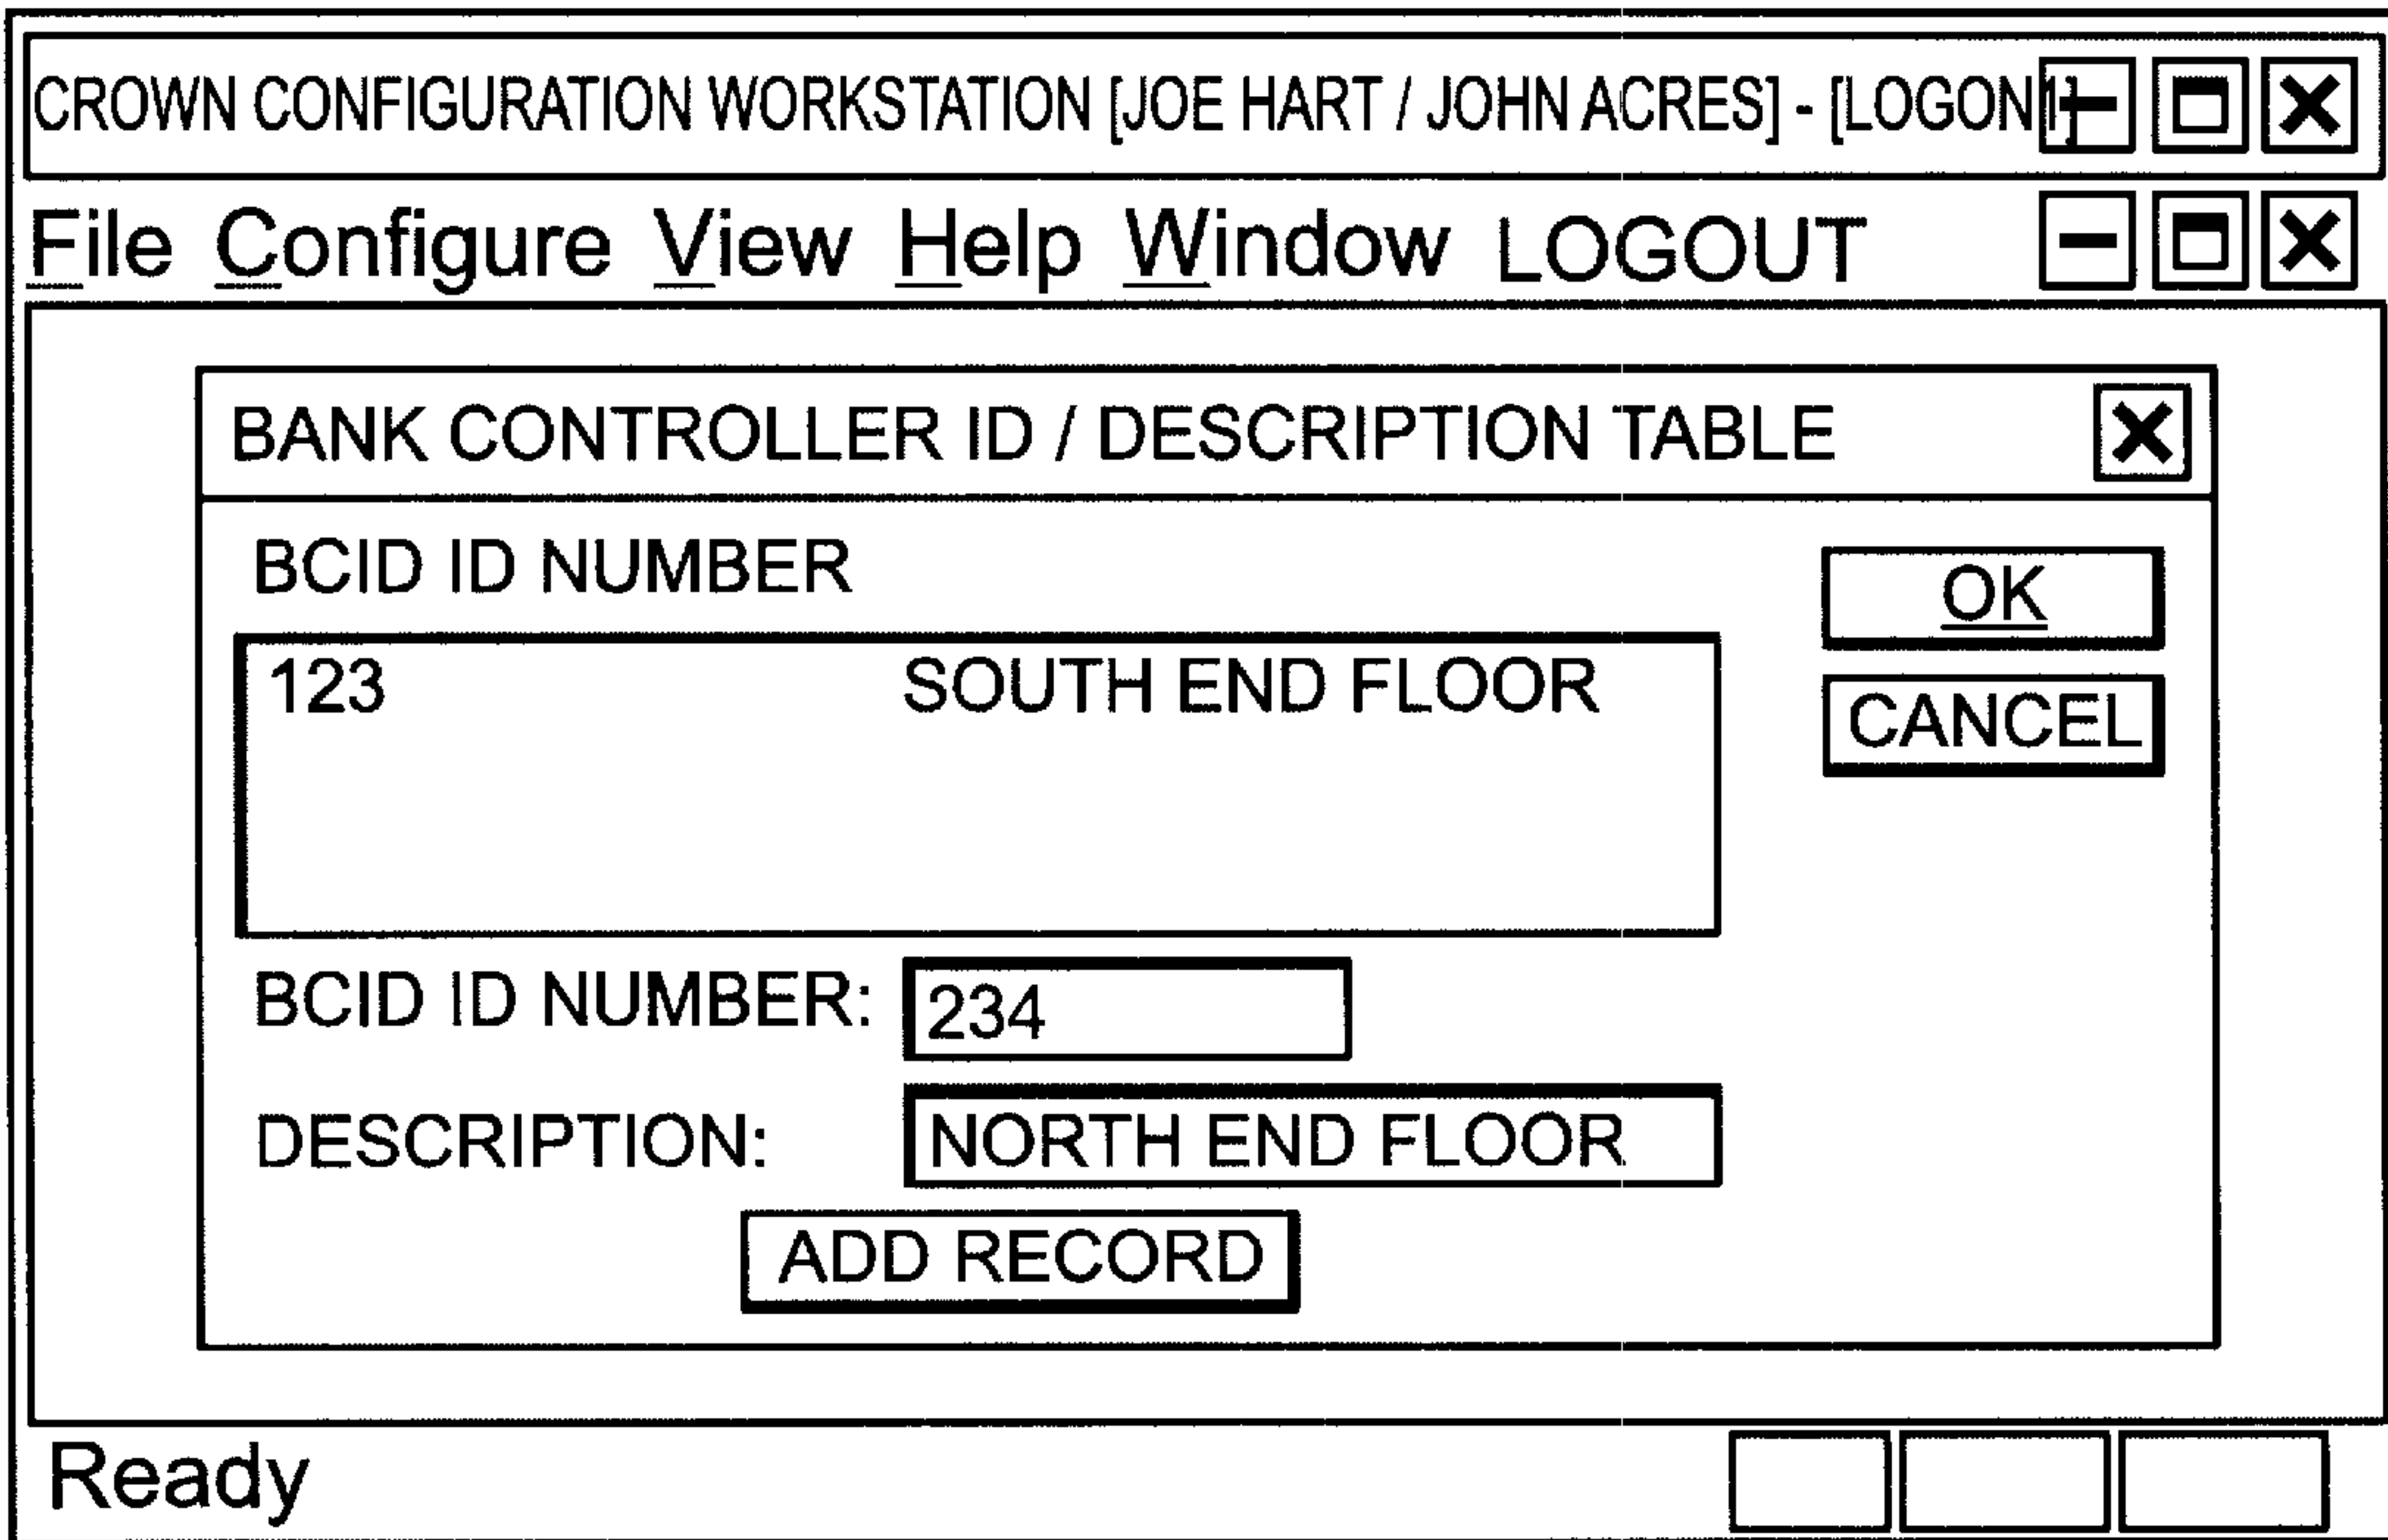 CROWN CONFIGURATION WORKSTATION [JOE HART / JOHN ACRES] - [LOGON 1]
File Configure View Help Window LOGOUT
BANK CONTROLLER ID / DESCRIPTION TABLE
BCID ID NUMBER
OK
123 SOUTH END FLOOR
CANCEL
BCID ID NUMBER: 234
DESCRIPTION: NORTH END FLOOR
ADD RECORD
Ready